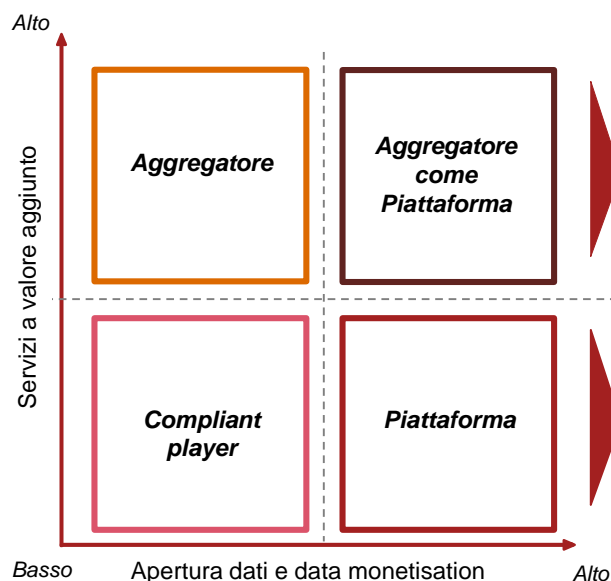 Alto
Servizi a valore aggiunto
Aggregatore
Aggregatore
come
Piattaforma
Compliant
player
Piattaforma
Basso
Apertura dati e data monetisation
Alto